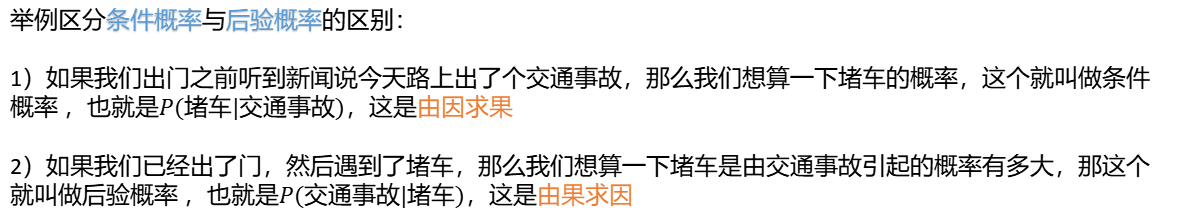 举例区分条件概率与后验概率的区别：
1）如果我们出门之前听到新闻说今天路上出了个交通事故，那么我们想算一下堵车的概率，这个就叫做条件
概率 ，也就是P(堵车|交通事故)，这是由因求果
2）如果我们已经出了门，然后遇到了堵车，那么我们想算一下堵车是由交通事故引起的概率有多大，那这个
就叫做后验概率 ，也就是P(交通事故|堵车)，这是由果求因